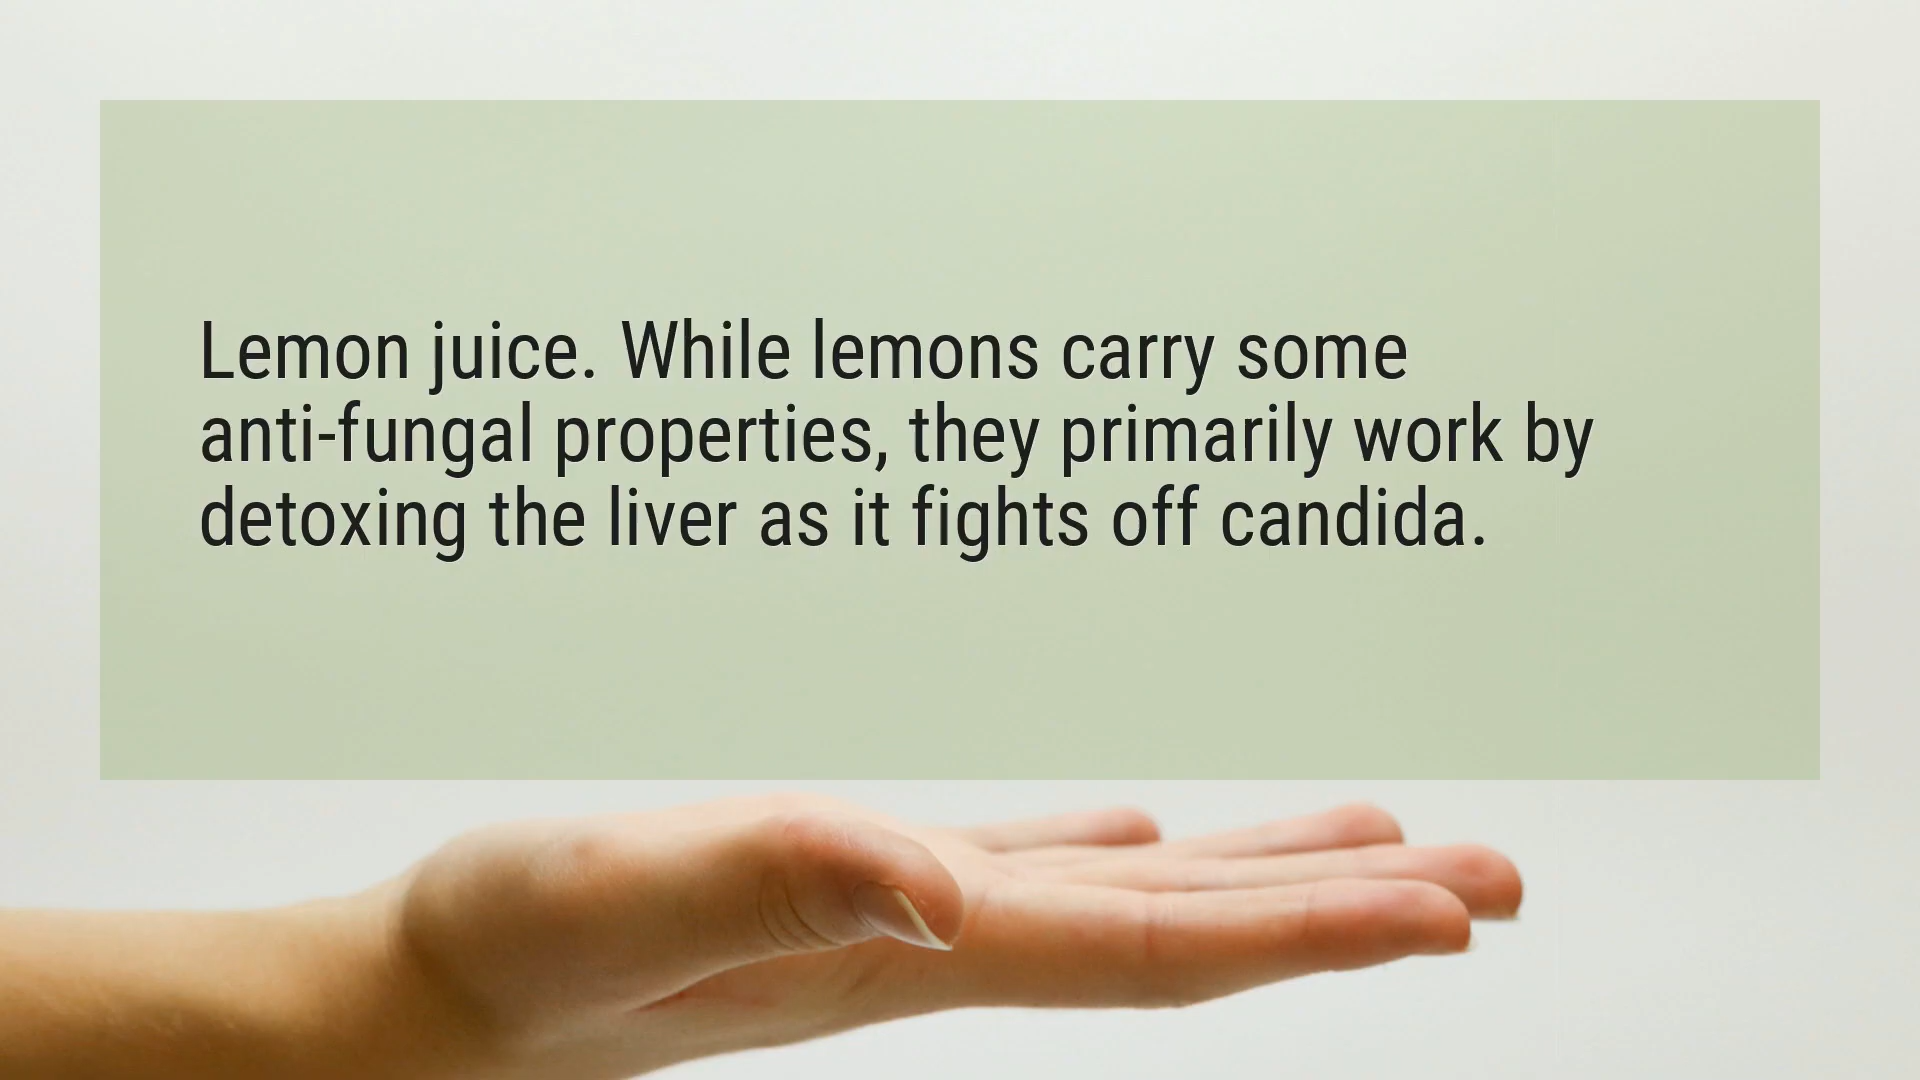 Lemon juice. While lemons carry some
anti-fungal properties, they primarily work by
detoxing the liver as it fights off candida.